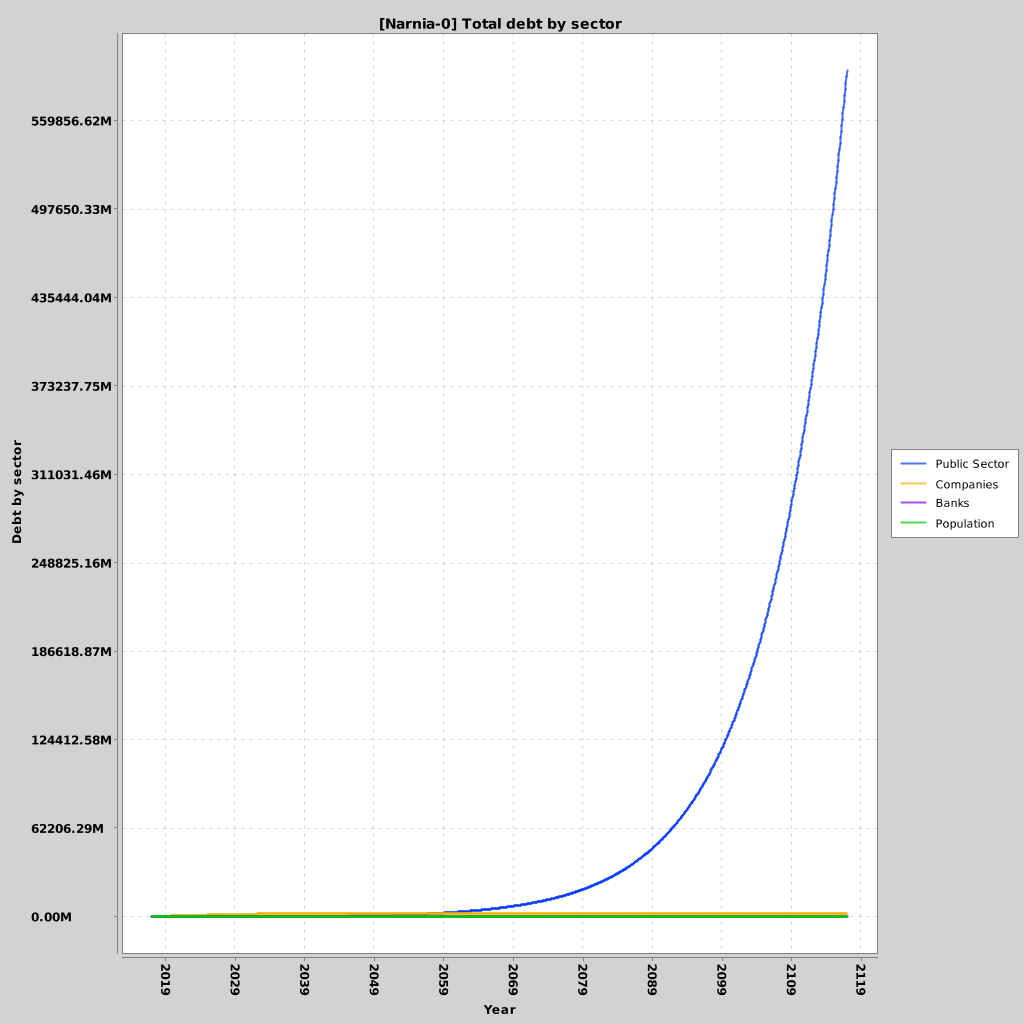 [Narnia-0] Total debt by sector
559856.62M
497650.33M
435444.04M
373237.75M
311031.46M
248825.16M
186618.87M
124412.58M
62206.29M
0.00M
Debt by sector
2019
2029
2039
2049
2059
2069
2079
2089
2099
2109
2119
Year
Public Sector
Companies
Banks
Population